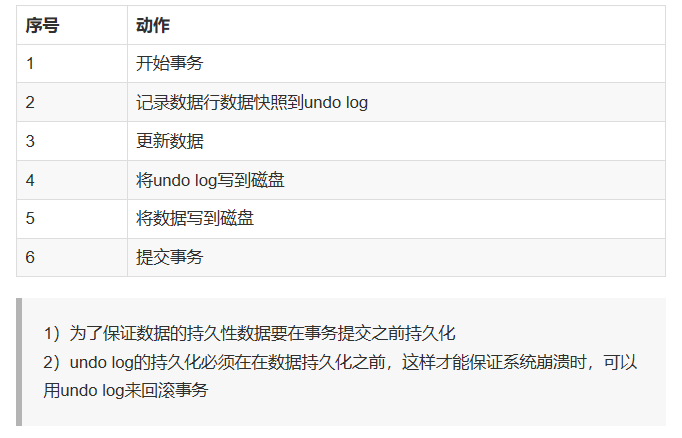 序号 动作
1 开始事务
2 记录数据行数据快照到undo log
3 更新数据
4 将undo log写到磁盘
5 将数据写到磁盘
6 提交事务
1）为了保证数据的持久性数据要在事务提交之前持久化
2）undo log的持久化必须在在数据持久化之前，这样才能保证系统崩溃时，可以
用undo log来回滚事务